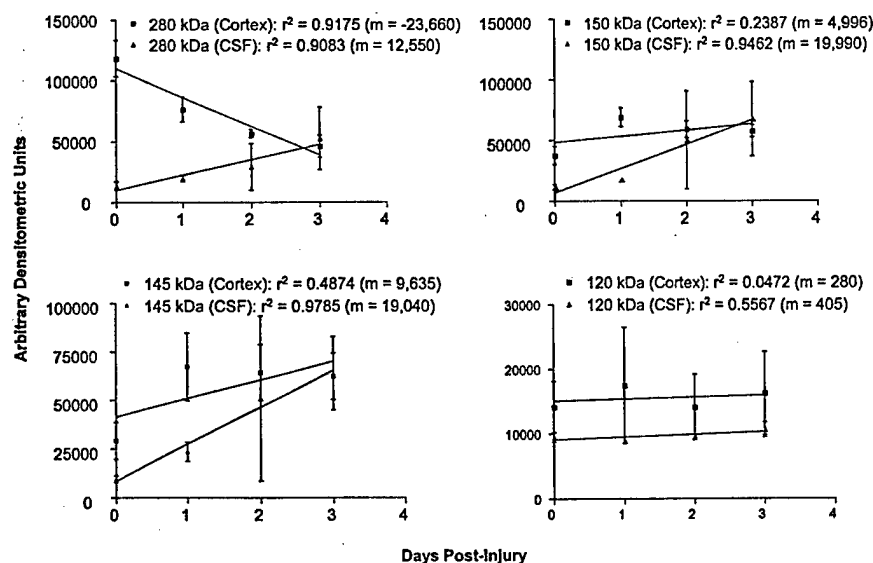 280 kDa (Cortex): r² = 0.9175 (m = -23,660)
280 kDa (CSF): r² = 0.9083 (m = 12,550)
150000
100000
50000
0
0 1 2 3 4
150 kDa (Cortex): r² = 0.2387 (m = 4,996)
150 kDa (CSF): r² = 0.9462 (m = 19,990)
150000
100000
50000
0
0 1 2 3 4
Arbitrary Densitometric Units
145 kDa (Cortex): r² = 0.4874 (m = 9,635)
145 kDa (CSF): r² = 0.9785 (m = 19,040)
100000
75000
50000
25000
0
0 1 2 3 4
120 kDa (Cortex): r² = 0.0472 (m = 280)
120 kDa (CSF): r² = 0.5567 (m = 405)
30000
20000
10000
0
0 1 2 3 4
Days Post-Injury